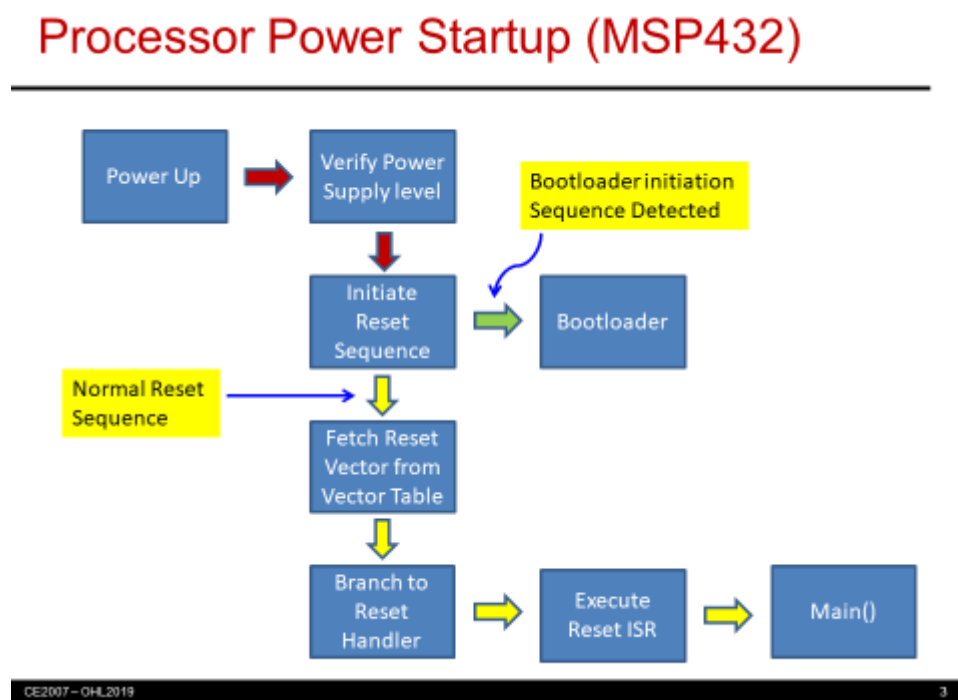 Processor Power Startup (MSP432)
Power Up
Verify Power
Supply level
Bootloader initiation
Sequence Detected
Initiate
Reset
Sequence
Bootloader
Normal Reset
Sequence
Fetch Reset
Vector from
Vector Table
Branch to
Reset
Handler
Execute
Reset ISR
Main()
CE2007 – OHL2019
3